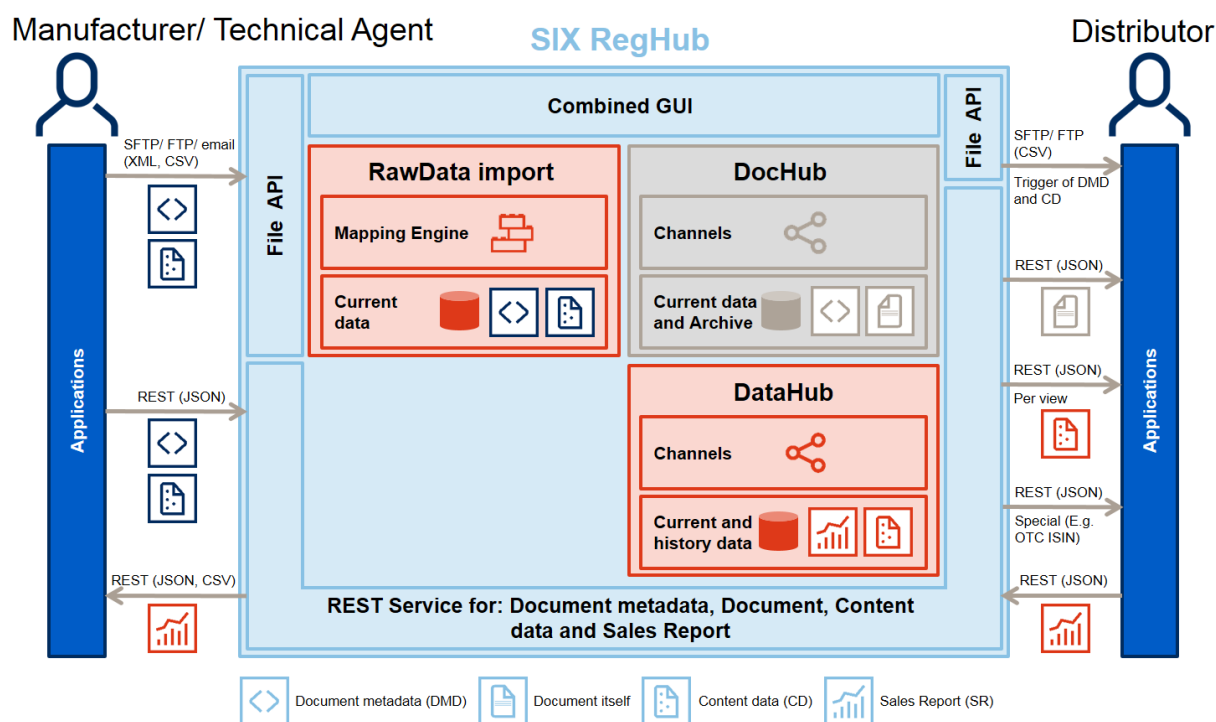 Manufacturer/ Technical Agent
SIX RegHub
Distributor
Combined GUI
File API
File API
SFTP/ FTP/ email
(XML, CSV)
SFTP/ FTP
(CSV)
Trigger of DMD
and CD
RawData import
Mapping Engine
Current
data
DocHub
Channels
Current data
and Archive
REST (JSON)
DataHub
Channels
Current and
history data
REST (JSON)
Per view
REST (JSON)
REST (JSON)
Special (E.g.
OTC ISIN)
Applications
Applications
REST (JSON, CSV)
REST (JSON)
REST Service for: Document metadata, Document, Content
data and Sales Report
Document metadata (DMD)
Document itself
Content data (CD)
Sales Report (SR)